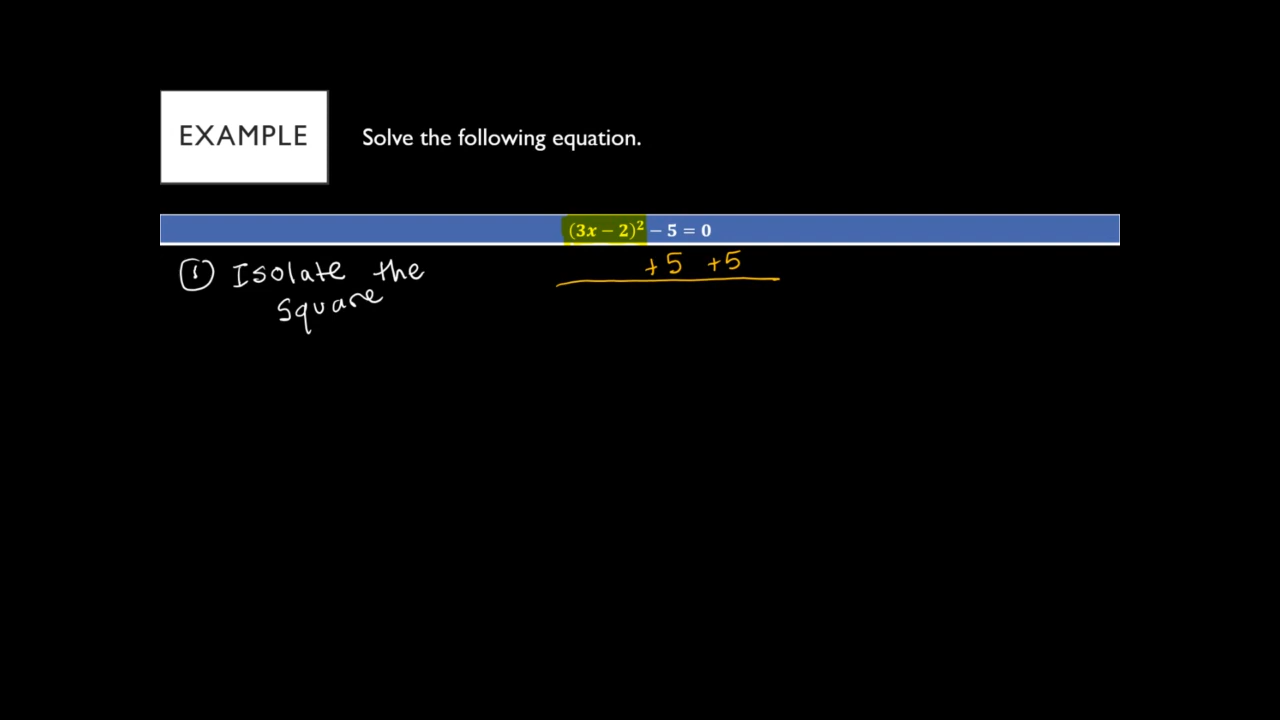 EXAMPLE
Solve the following equation.
(3x − 2)² − 5 = 0
① Isolate the
square
+5 +5